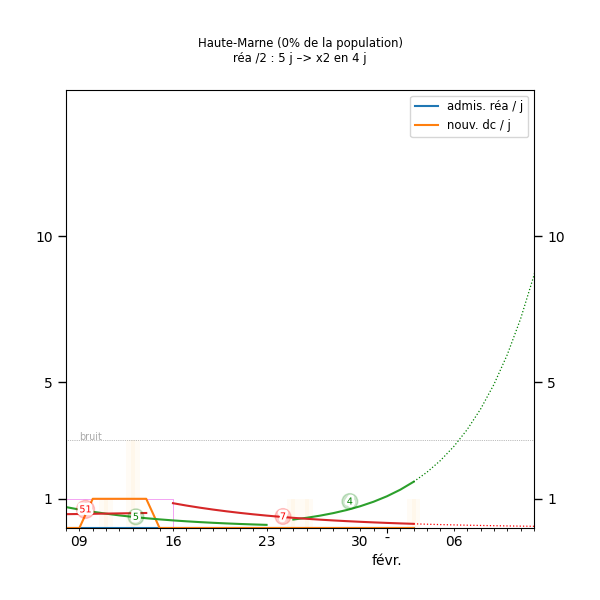 Haute-Marne (0% de la population)
réa /2 : 5 j –> x2 en 4 j
admis. réa / j
nouv. dc / j
10 10
5 5
bruit
1 1
51 5 7 4
09 16 23 30 06
févr.